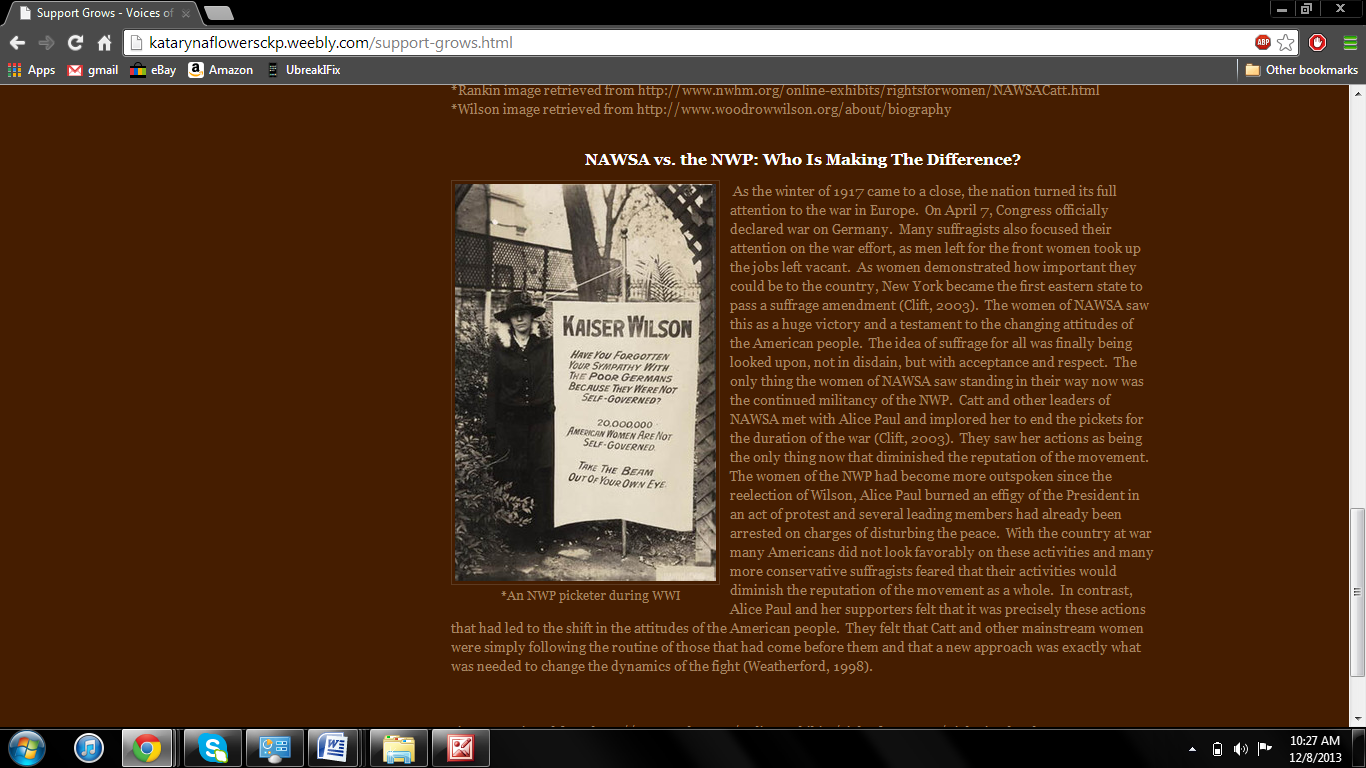 Support Grows - Voices of
katarynaflowersckp.weebly.com/support-grows.html
ABP
Apps gmail eBay Amazon UbreakIFix Other bookmarks
*Rankin image retrieved from http://www.nwhm.org/online-exhibits/rightsforwomen/NAWSACatt.html
*Wilson image retrieved from http://www.woodrowwilson.org/about/biography
NAWSA vs. the NWP: Who Is Making The Difference?
KAISER WILSON
HAVE YOU FORGOTTEN
YOUR SYMPATHY WITH
THE POOR GERMANS
BECAUSE THEY WERE NOT
SELF-GOVERNED?
20,000,000
AMERICAN WOMEN ARE NOT
SELF-GOVERNED.
TAKE THE BEAM
OUT OF YOUR OWN EYE.
*An NWP picketer during WWI
As the winter of 1917 came to a close, the nation turned its full
attention to the war in Europe. On April 7, Congress officially
declared war on Germany. Many suffragists also focused their
attention on the war effort, as men left for the front women took up
the jobs left vacant. As women demonstrated how important they
could be to the country, New York became the first eastern state to
pass a suffrage amendment (Clift, 2003). The women of NAWSA saw
this as a huge victory and a testament to the changing attitudes of
the American people. The idea of suffrage for all was finally being
looked upon, not in disdain, but with acceptance and respect. The
only thing the women of NAWSA saw standing in their way now was
the continued militancy of the NWP. Catt and other leaders of
NAWSA met with Alice Paul and implored her to end the pickets for
the duration of the war (Clift, 2003). They saw her actions as being
the only thing now that diminished the reputation of the movement.
The women of the NWP had become more outspoken since the
reelection of Wilson, Alice Paul burned an effigy of the President in
an act of protest and several leading members had already been
arrested on charges of disturbing the peace. With the country at war
many Americans did not look favorably on these activities and many
more conservative suffragists feared that their activities would
diminish the reputation of the movement as a whole. In contrast,
Alice Paul and her supporters felt that it was precisely these actions
that had led to the shift in the attitudes of the American people. They felt that Catt and other mainstream women
were simply following the routine of those that had come before them and that a new approach was exactly what
was needed to change the dynamics of the fight (Weatherford, 1998).
10:27 AM
12/8/2013